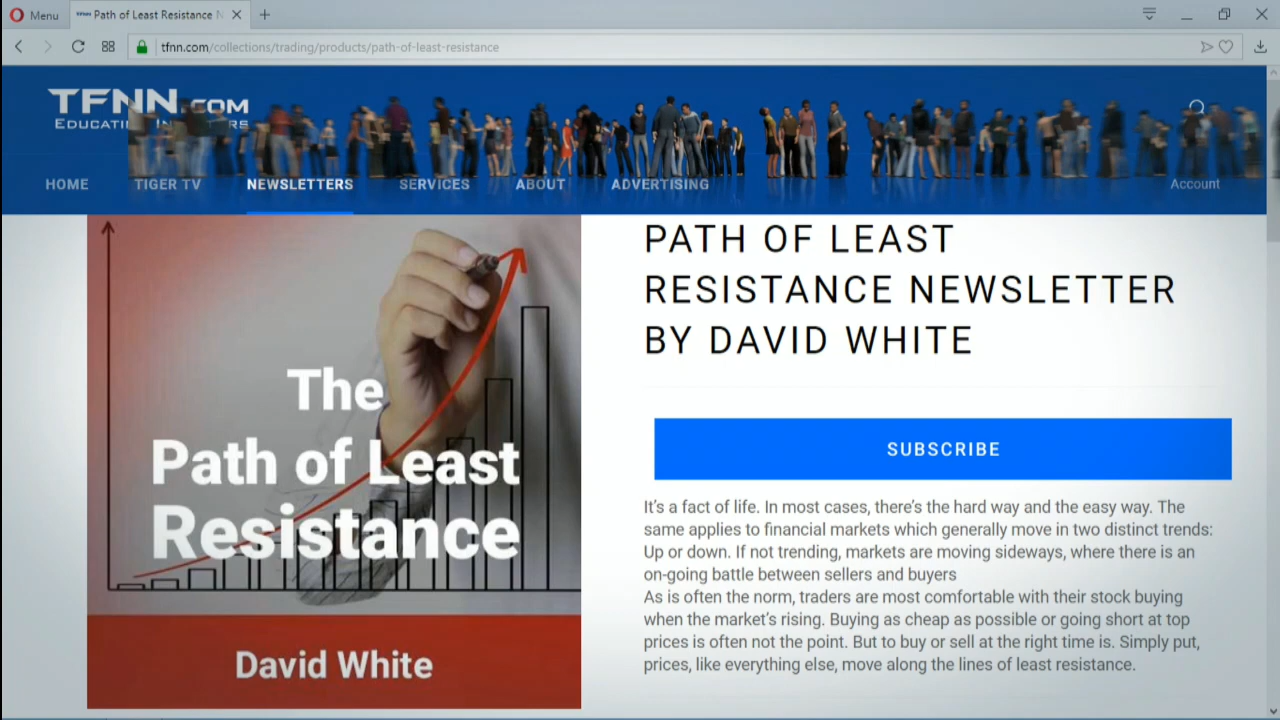 Menu
Path of Least Resistance N
tfnn.com/collections/trading/products/path-of-least-resistance
TFNN.COM
HOME TIGER TV NEWSLETTERS SERVICES ABOUT ADVERTISING Account
The
Path of Least
Resistance
David White
PATH OF LEAST
RESISTANCE NEWSLETTER
BY DAVID WHITE
SUBSCRIBE
It's a fact of life. In most cases, there's the hard way and the easy way. The
same applies to financial markets which generally move in two distinct trends:
Up or down. If not trending, markets are moving sideways, where there is an
on-going battle between sellers and buyers
As is often the norm, traders are most comfortable with their stock buying
when the market's rising. Buying as cheap as possible or going short at top
prices is often not the point. But to buy or sell at the right time is. Simply put,
prices, like everything else, move along the lines of least resistance.